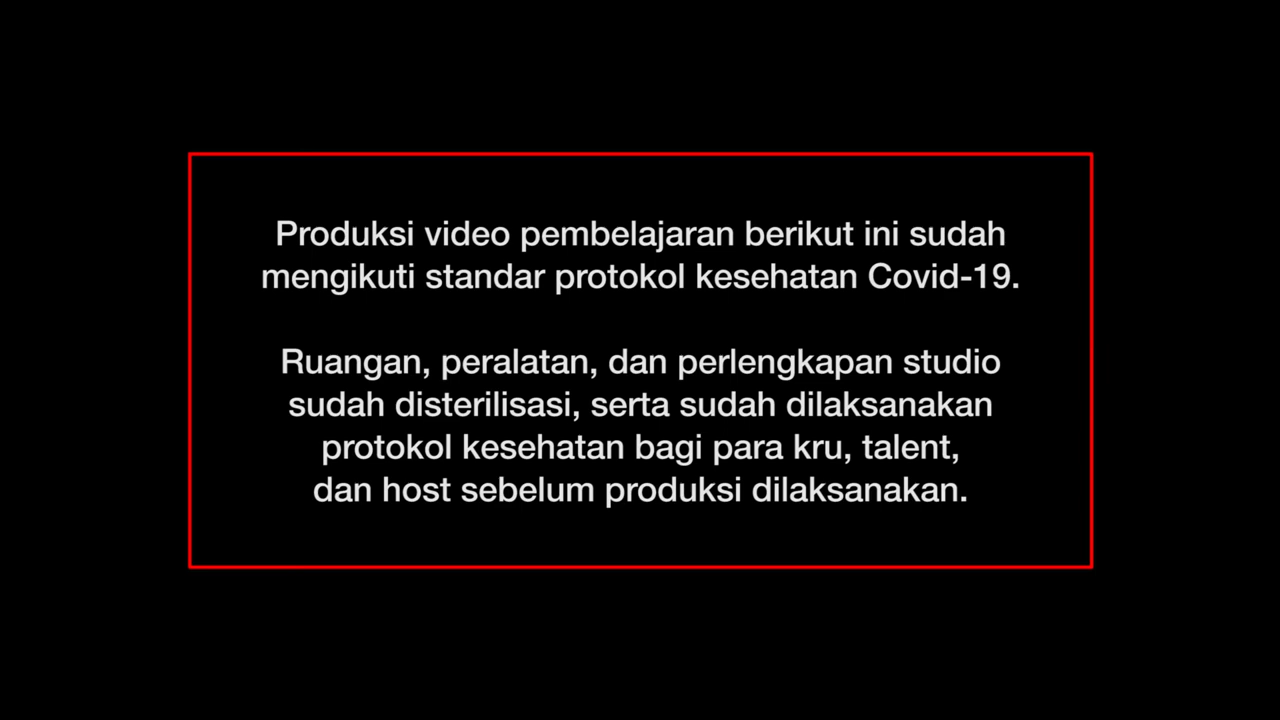 Produksi video pembelajaran berikut ini sudah
mengikuti standar protokol kesehatan Covid-19.
Ruangan, peralatan, dan perlengkapan studio
sudah disterilisasi, serta sudah dilaksanakan
protokol kesehatan bagi para kru, talent,
dan host sebelum produksi dilaksanakan.